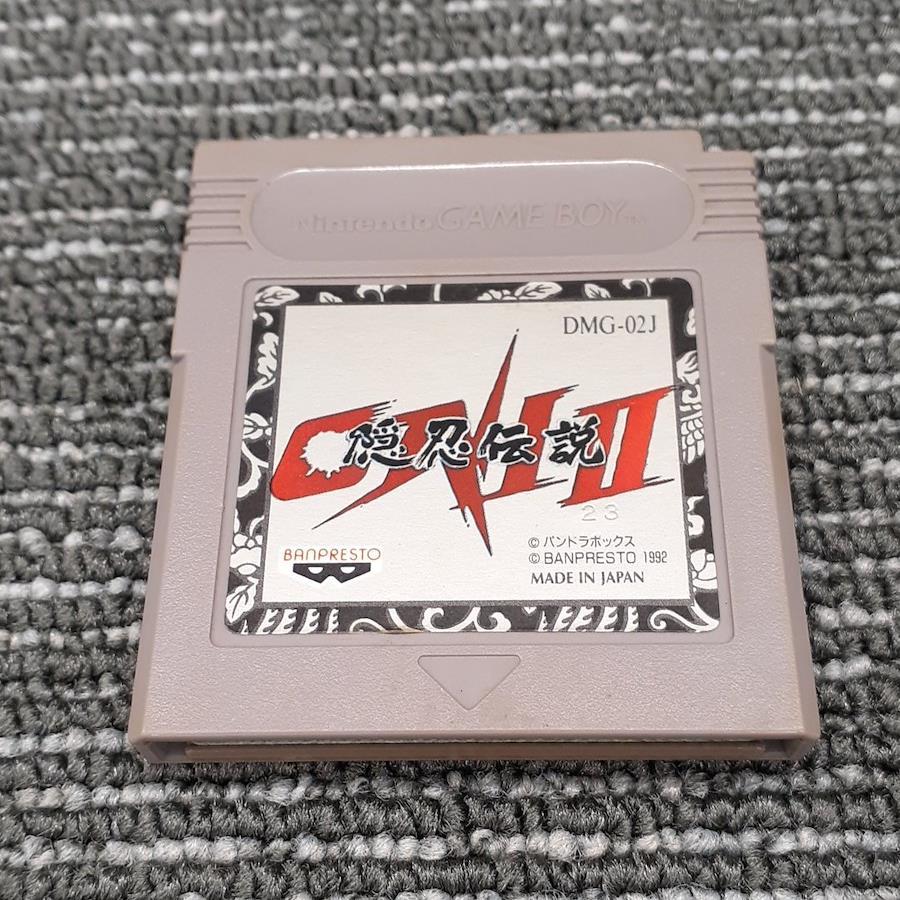 Nintendo GAME BOY TM
DMG-02J
ONI II
隠忍伝説
23
BANPRESTO
© パンドラボックス
© BANPRESTO 1992
MADE IN JAPAN